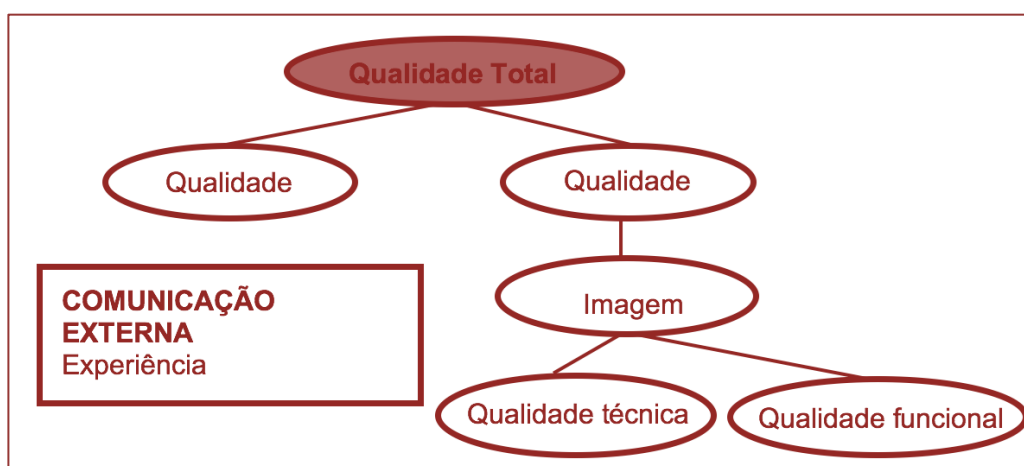 Qualidade Total
Qualidade
Qualidade
COMUNICAÇÃO
EXTERNA
Experiência
Imagem
Qualidade técnica
Qualidade funcional